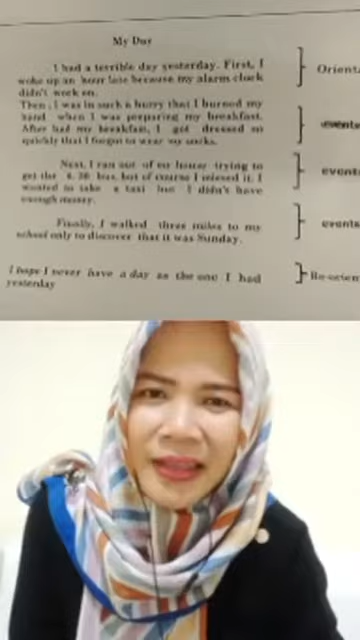 My Day
I had a terrible day yesterday. First, I
woke up an hour late because my alarm clock
didn't work on.
Then, I was in such a hurry that I burned my
hand when I was preparing my breakfast.
After had my breakfast, I got dressed so
quickly that I forgot to wear my socks.
Next, I ran out of house trying to
get the 6.30 bus, but of course I missed it. I
wanted to take a taxi but I didn't have
enough money.
Finally, I walked three miles to my
school only to discover that it was Sunday.
I hope I never have a day as the one I had
yesterday
Orienta
events
events
events
Re-orien